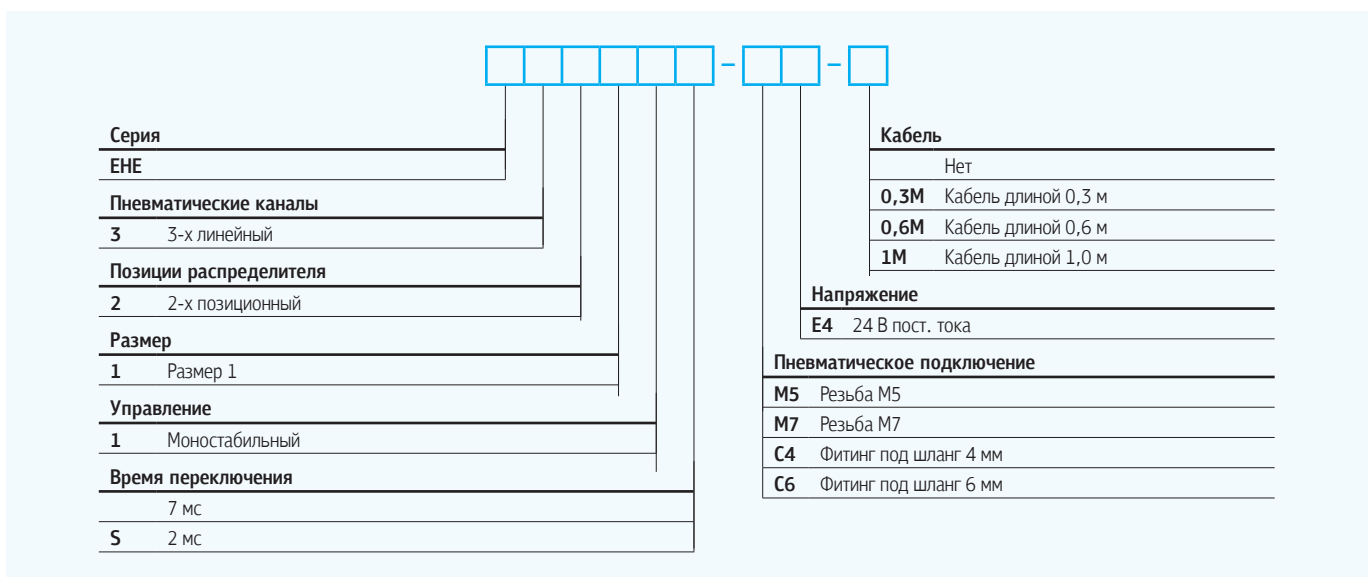 – –
Серия
EHE
Пневматические каналы
3 3-х линейный
Позиции распределителя
2 2-х позиционный
Размер
1 Размер 1
Управление
1 Моностабильный
Время переключения
7 мс
S 2 мс
Кабель
Нет
0,3М Кабель длиной 0,3 м
0,6М Кабель длиной 0,6 м
1М Кабель длиной 1,0 м
Напряжение
E4 24 В пост. тока
Пневматическое подключение
M5 Резьба M5
M7 Резьба M7
C4 Фитинг под шланг 4 мм
C6 Фитинг под шланг 6 мм